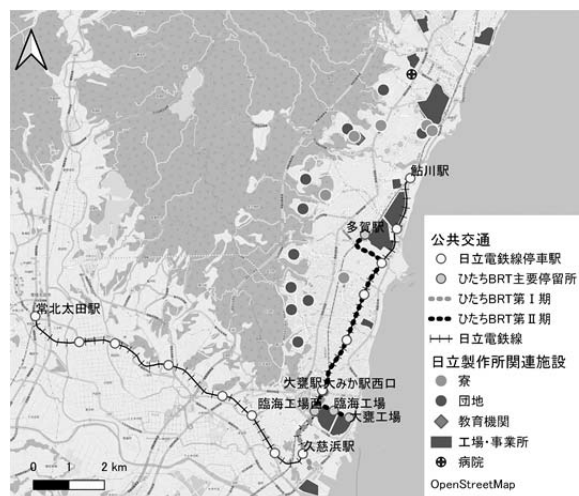 鮎川駅
多賀駅
常北太田駅
大甕駅
大みか駅西口
臨海工場西
臨海工場
大甕工場
久慈浜駅
0 1 2 km
公共交通
日立電鉄線停車駅
ひたちBRT主要停留所
ひたちBRT第Ⅰ期
ひたちBRT第Ⅱ期
日立電鉄線
日立製作所関連施設
寮
団地
教育機関
工場・事業所
病院
OpenStreetMap